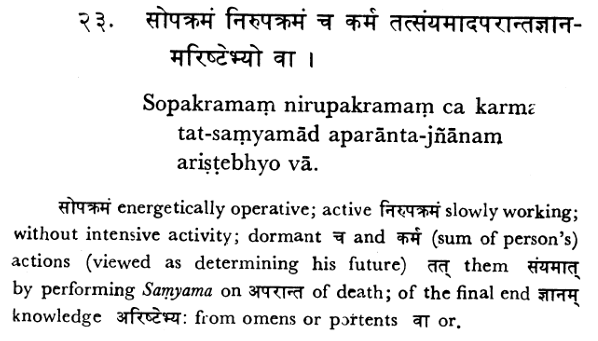 २३. सोपक्रमं निरुपक्रमं च कर्म तत्संयमादपरान्तज्ञान-
मरिष्टेभ्यो वा ।
Sopakramaṃ nirupakramaṃ ca karma
tat-saṃyamād aparānta-jñānam
ariṣṭebhyo vā.
सोपक्रमं energetically operative; active निरुपक्रमं slowly working;
without intensive activity; dormant च and कर्म (sum of person's)
actions (viewed as determining his future) तत् them संयमात्
by performing Saṃyama on अपरान्त of death; of the final end ज्ञानम्
knowledge अरिष्टेभ्य: from omens or portents वा or.